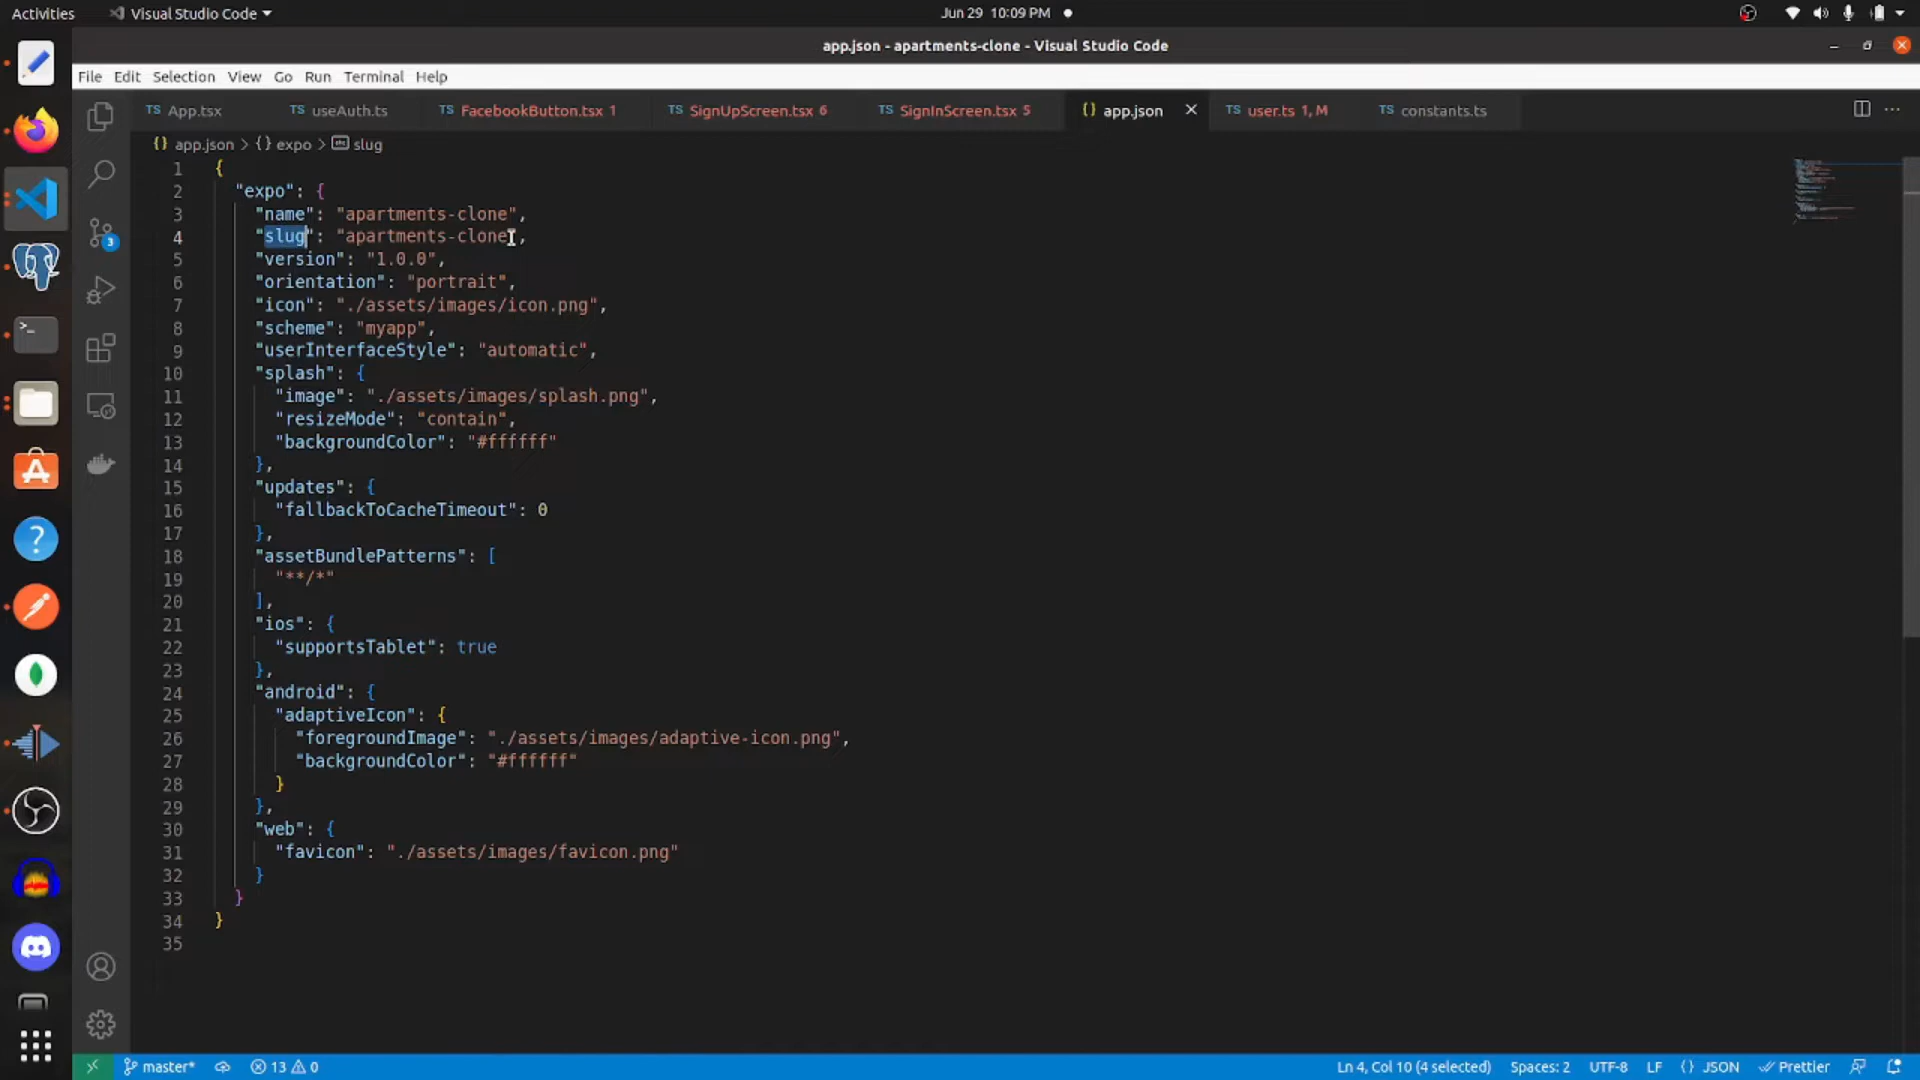 Activities
Visual Studio Code
Jun 29 10:09 PM
app.json - apartments-clone - Visual Studio Code
File Edit Selection View Go Run Terminal Help
TS App.tsx
TS useAuth.ts
TS FacebookButton.tsx 1
TS SignUpScreen.tsx 6
TS SignInScreen.tsx 5
{} app.json
TS user.ts 1, M
TS constants.ts
{} app.json > {} expo > abc slug
1 {
2 "expo": {
3 "name": "apartments-clone",
4 "slug": "apartments-clone",
5 "version": "1.0.0",
6 "orientation": "portrait",
7 "icon": "./assets/images/icon.png",
8 "scheme": "myapp",
9 "userInterfaceStyle": "automatic",
10 "splash": {
11 "image": "./assets/images/splash.png",
12 "resizeMode": "contain",
13 "backgroundColor": "#ffffff"
14 },
15 "updates": {
16 "fallbackToCacheTimeout": 0
17 },
18 "assetBundlePatterns": [
19 "**/*"
20 ],
21 "ios": {
22 "supportsTablet": true
23 },
24 "android": {
25 "adaptiveIcon": {
26 "foregroundImage": "./assets/images/adaptive-icon.png",
27 "backgroundColor": "#ffffff"
28 }
29 },
30 "web": {
31 "favicon": "./assets/images/favicon.png"
32 }
33 }
34 }
35
3
master* 13 0
Ln 4, Col 10 (4 selected) Spaces: 2 UTF-8 LF {} JSON Prettier